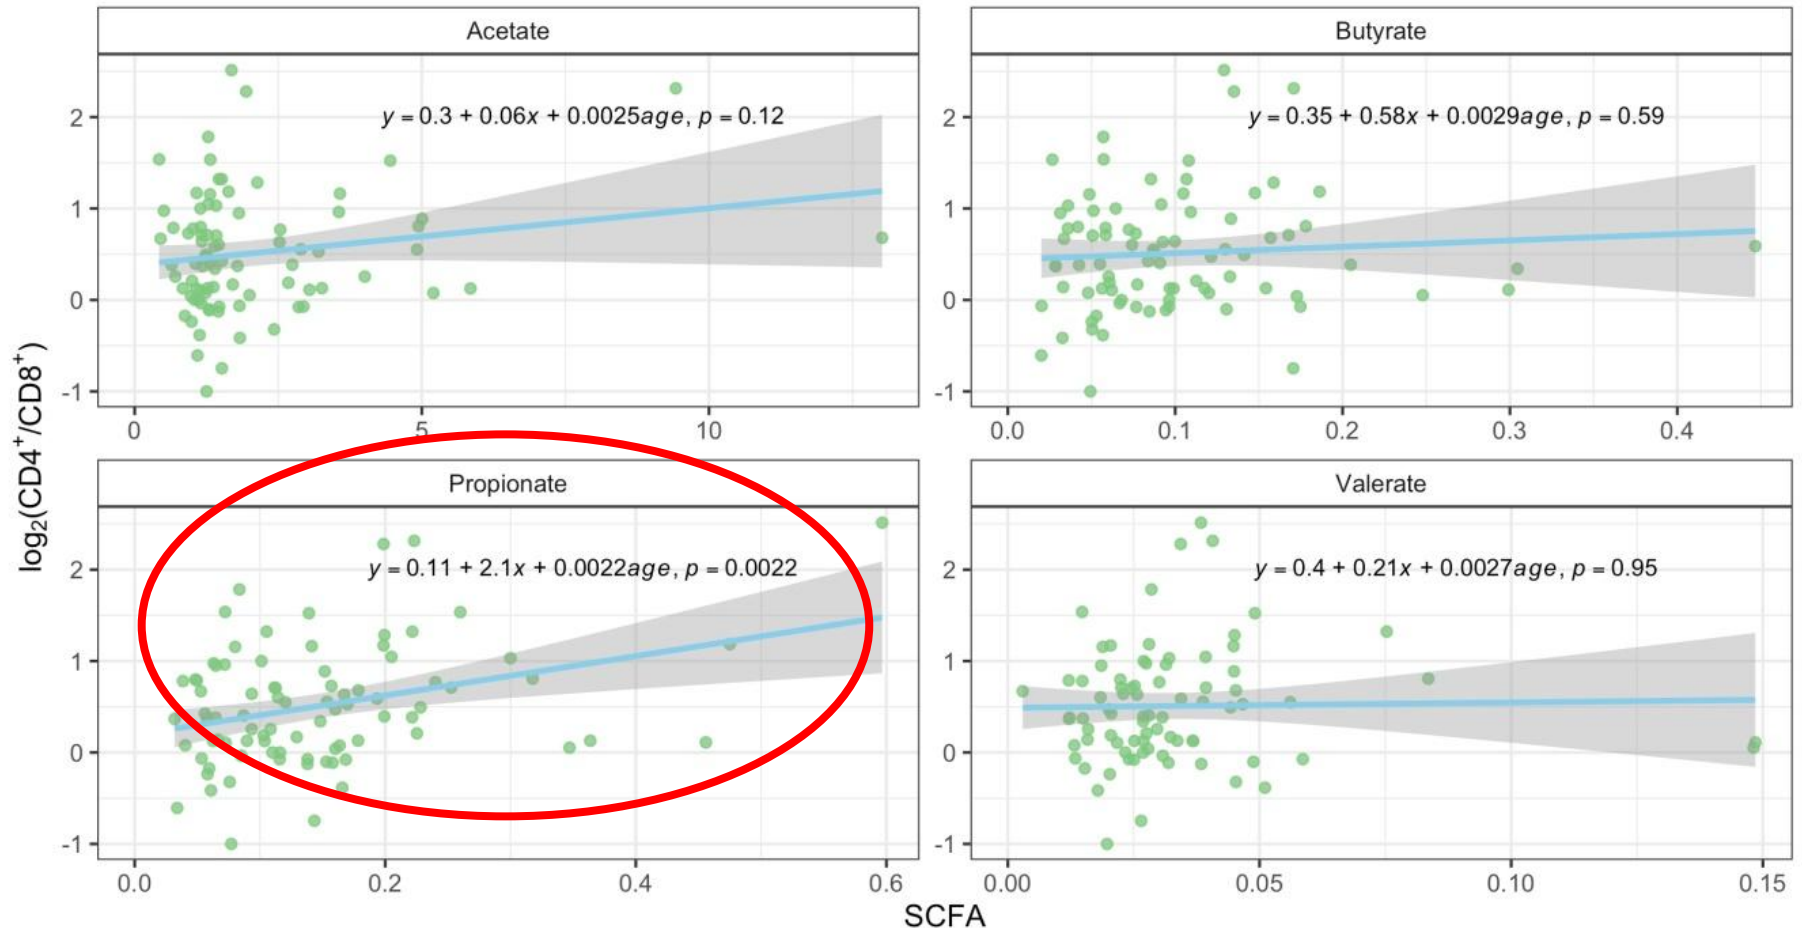 Acetate
Butyrate
y = 0.3 + 0.06x + 0.0025age, p = 0.12
y = 0.35 + 0.58x + 0.0029age, p = 0.59
2
1
0
-1
2
1
0
-1
0 5 10
0.0 0.1 0.2 0.3 0.4
log₂(CD4⁺/CD8⁺)
Propionate
Valerate
y = 0.11 + 2.1x + 0.0022age, p = 0.0022
y = 0.4 + 0.21x + 0.0027age, p = 0.95
2
1
0
-1
2
1
0
-1
0.0 0.2 0.4 0.6
0.00 0.05 0.10 0.15
SCFA